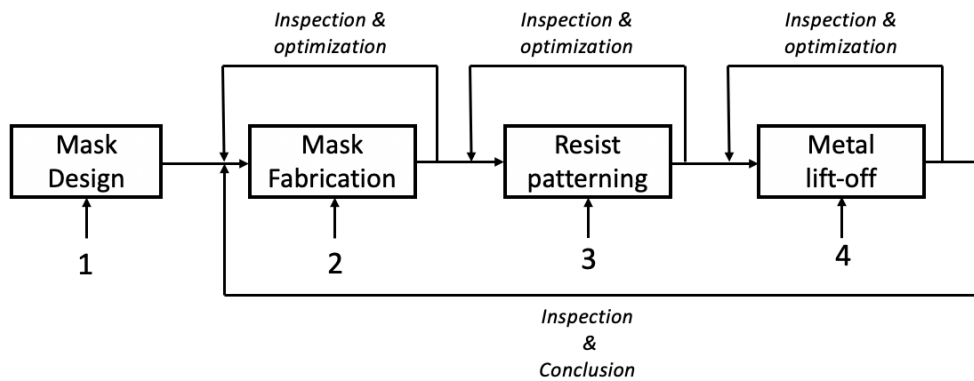 Inspection &
optimization
Inspection &
optimization
Inspection &
optimization
Mask
Design
Mask
Fabrication
Resist
patterning
Metal
lift-off
1
2
3
4
Inspection
&
Conclusion